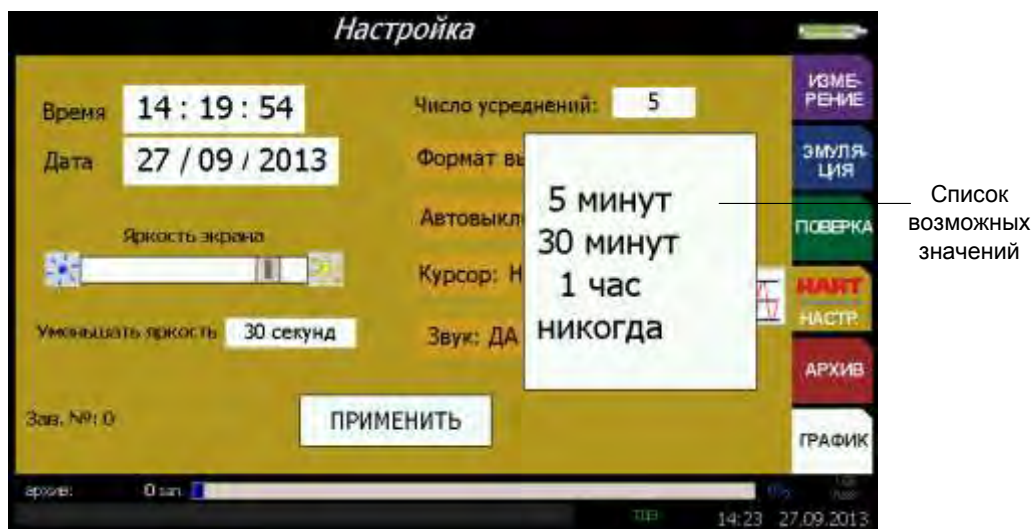 Настройка
Время 14 : 19 : 54
Дата 27 / 09 / 2013
Яркость экрана
Уменьшать яркость 30 секунд
Зав. №: 0
ПРИМЕНИТЬ
Число усреднений: 5
Формат вы
Автовыкл
Курсор: Н
Звук: ДА
5 минут
30 минут
1 час
никогда
ИЗМЕ-
РЕНИЕ
ЭМУЛЯ-
ЦИЯ
ПОВЕРКА
HART
НАСТР.
АРХИВ
ГРАФИК
архив: 0 зап.
14:23 27.09.2013
Список
возможных
значений